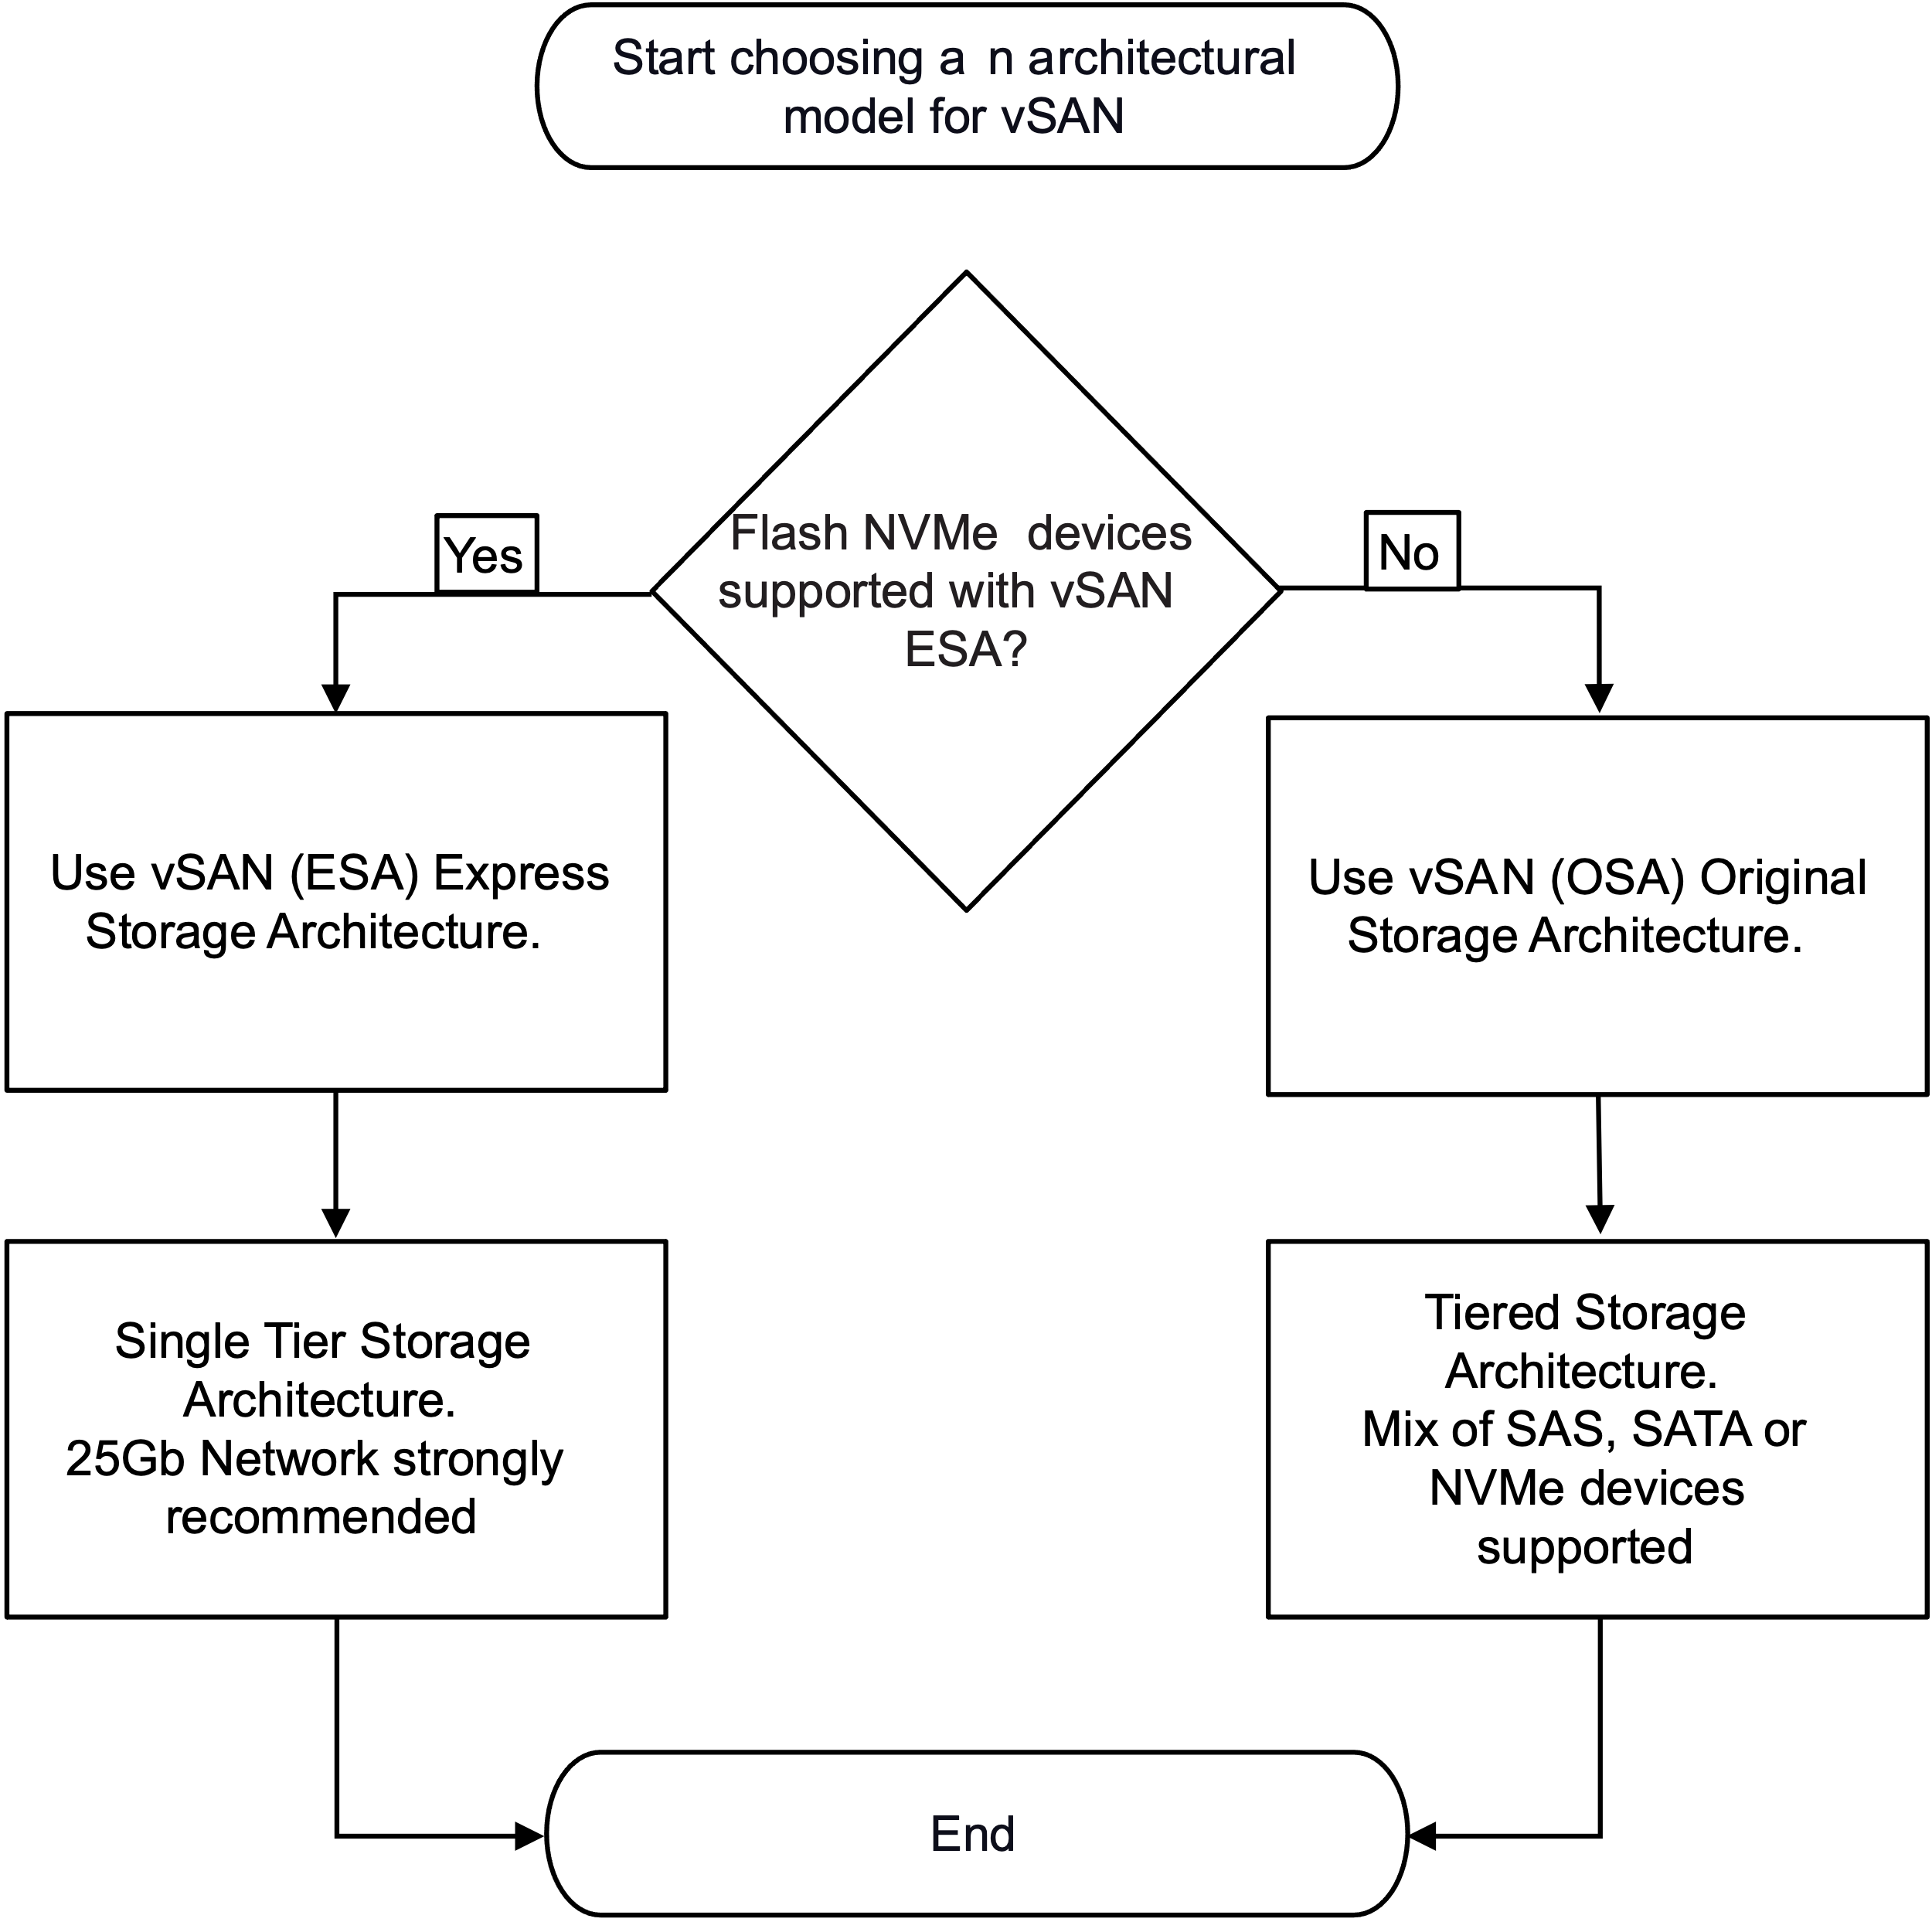 Start choosing a n architectural
model for vSAN
Flash NVMe devices
supported with vSAN
ESA?
Yes
No
Use vSAN (ESA) Express
Storage Architecture.
Use vSAN (OSA) Original
Storage Architecture.
Single Tier Storage
Architecture.
25Gb Network strongly
recommended
Tiered Storage
Architecture.
Mix of SAS, SATA or
NVMe devices
supported
End